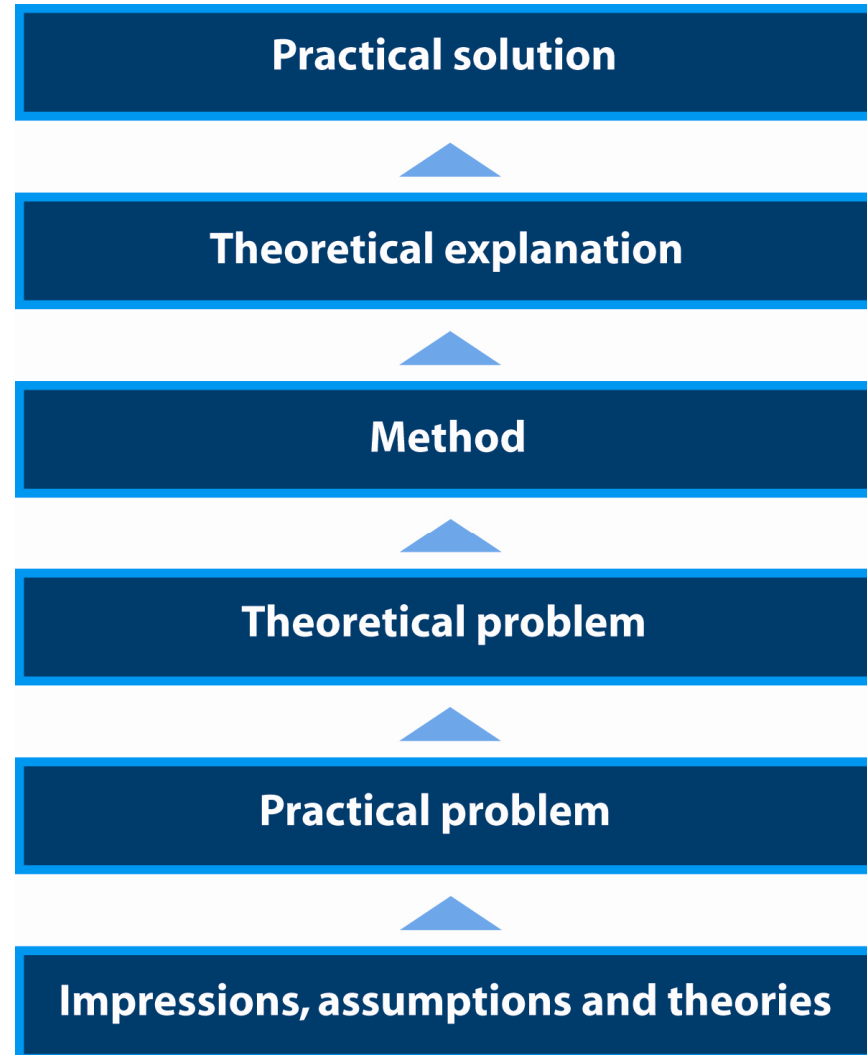 Practical solution
Theoretical explanation
Method
Theoretical problem
Practical problem
Impressions, assumptions and theories